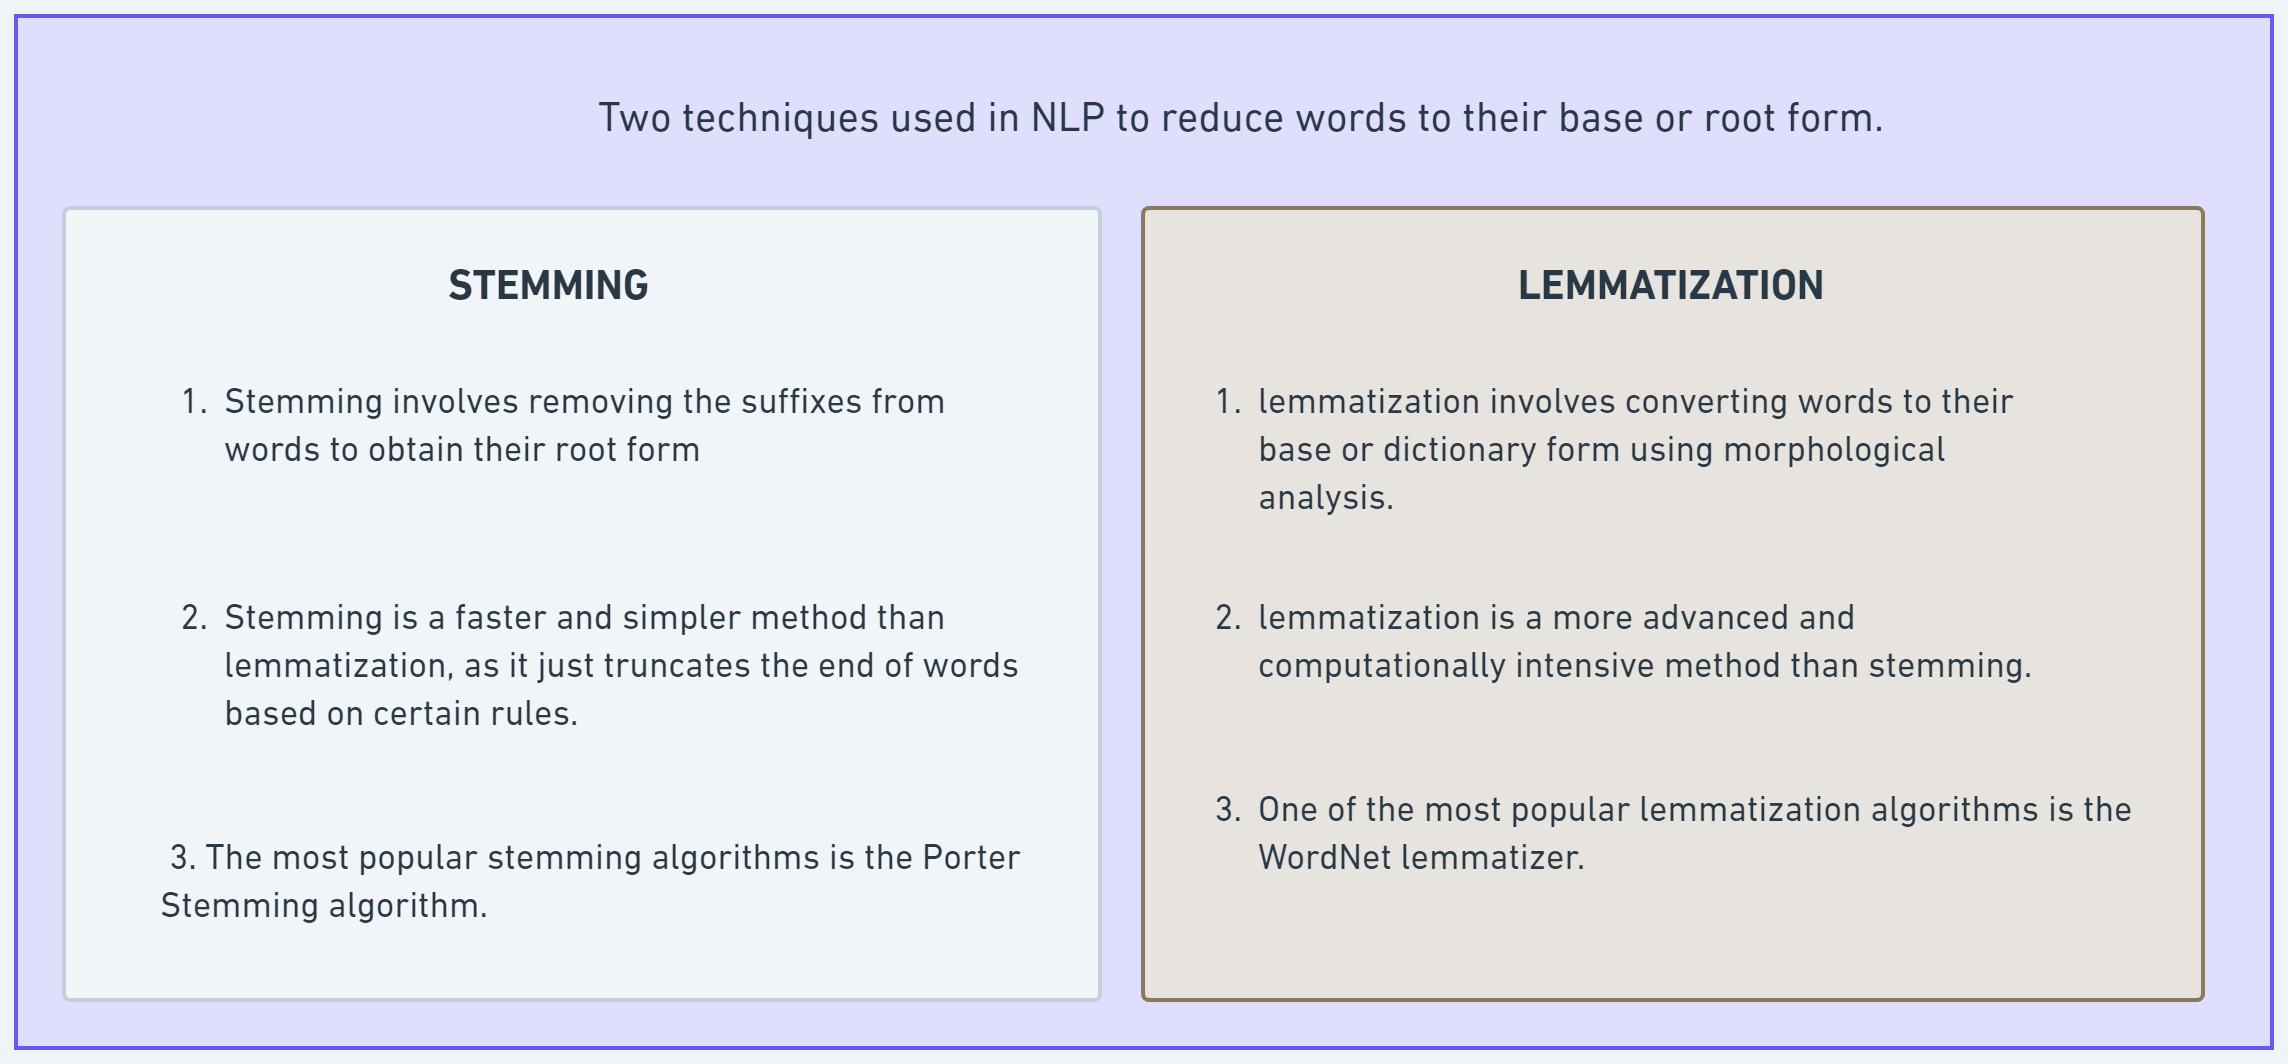 Two techniques used in NLP to reduce words to their base or root form.
STEMMING
1. Stemming involves removing the suffixes from
words to obtain their root form
2. Stemming is a faster and simpler method than
lemmatization, as it just truncates the end of words
based on certain rules.
3. The most popular stemming algorithms is the Porter
Stemming algorithm.
LEMMATIZATION
1. lemmatization involves converting words to their
base or dictionary form using morphological
analysis.
2. lemmatization is a more advanced and
computationally intensive method than stemming.
3. One of the most popular lemmatization algorithms is the
WordNet lemmatizer.